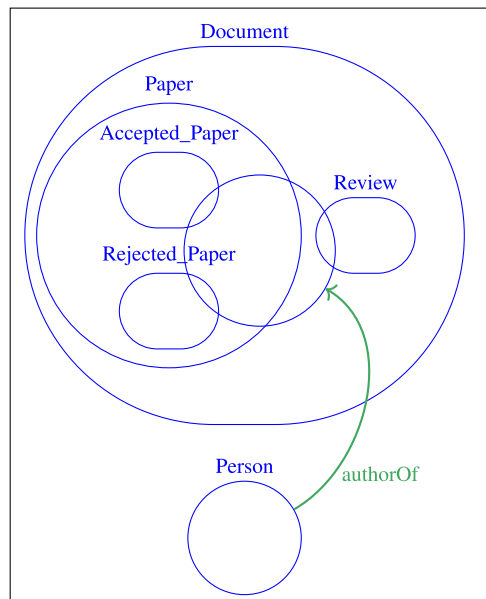 Document
Paper
Accepted_Paper
Review
Rejected_Paper
Person
authorOf